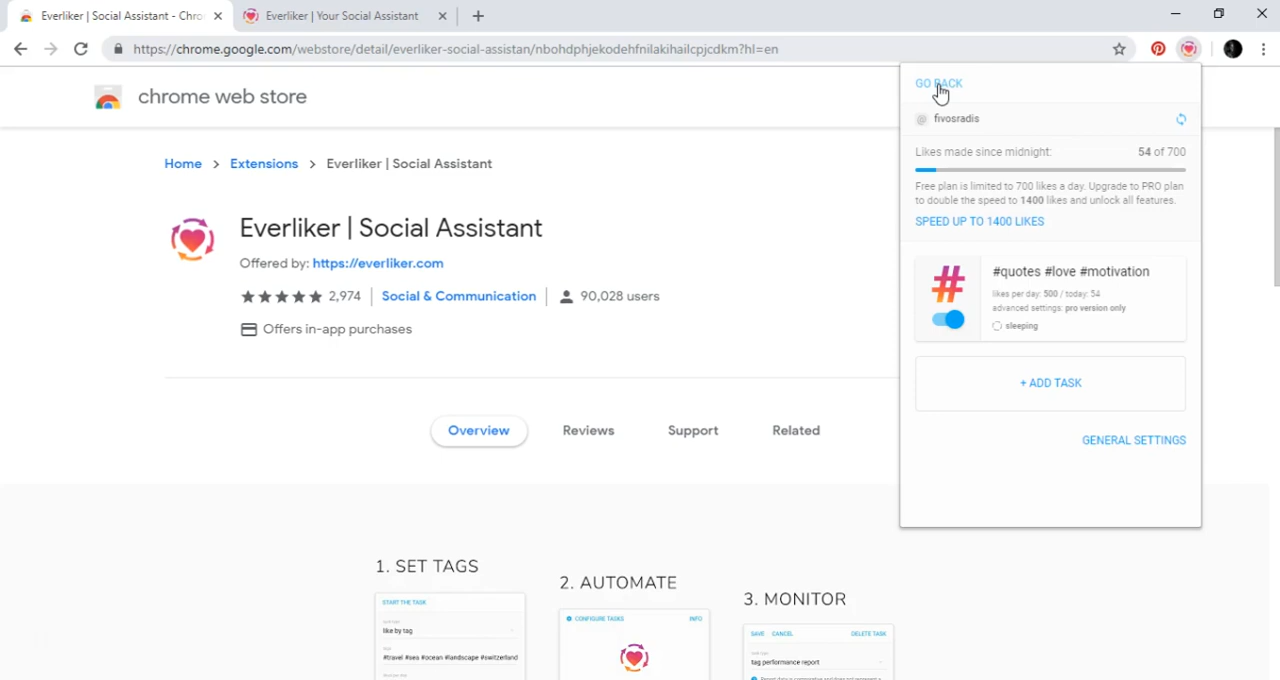 Everliker | Social Assistant - Chro
Everliker | Your Social Assistant
https://chrome.google.com/webstore/detail/everliker-social-assistan/nbohdphjekodehfnilakihailcpjcdkm?hl=en
chrome web store
Home > Extensions > Everliker | Social Assistant
Everliker | Social Assistant
Offered by: https://everliker.com
2,974 | Social & Communication | 90,028 users
Offers in-app purchases
Overview Reviews Support Related
1. SET TAGS
START THE TASK
like by tag
#travel #sea #ocean #landscape #switzerland
2. AUTOMATE
CONFIGURE TASKS INFO
3. MONITOR
SAVE CANCEL DELETE TASK
tag performance report
GO BACK
@ fivosradis
Likes made since midnight: 54 of 700
Free plan is limited to 700 likes a day. Upgrade to PRO plan
to double the speed to 1400 likes and unlock all features.
SPEED UP TO 1400 LIKES
#
#quotes #love #motivation
likes per day: 500 / today: 54
advanced settings: pro version only
sleeping
+ ADD TASK
GENERAL SETTINGS